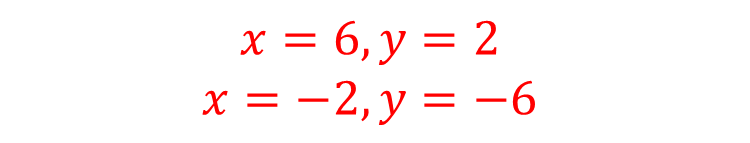 x = 6, y = 2
x = −2, y = −6